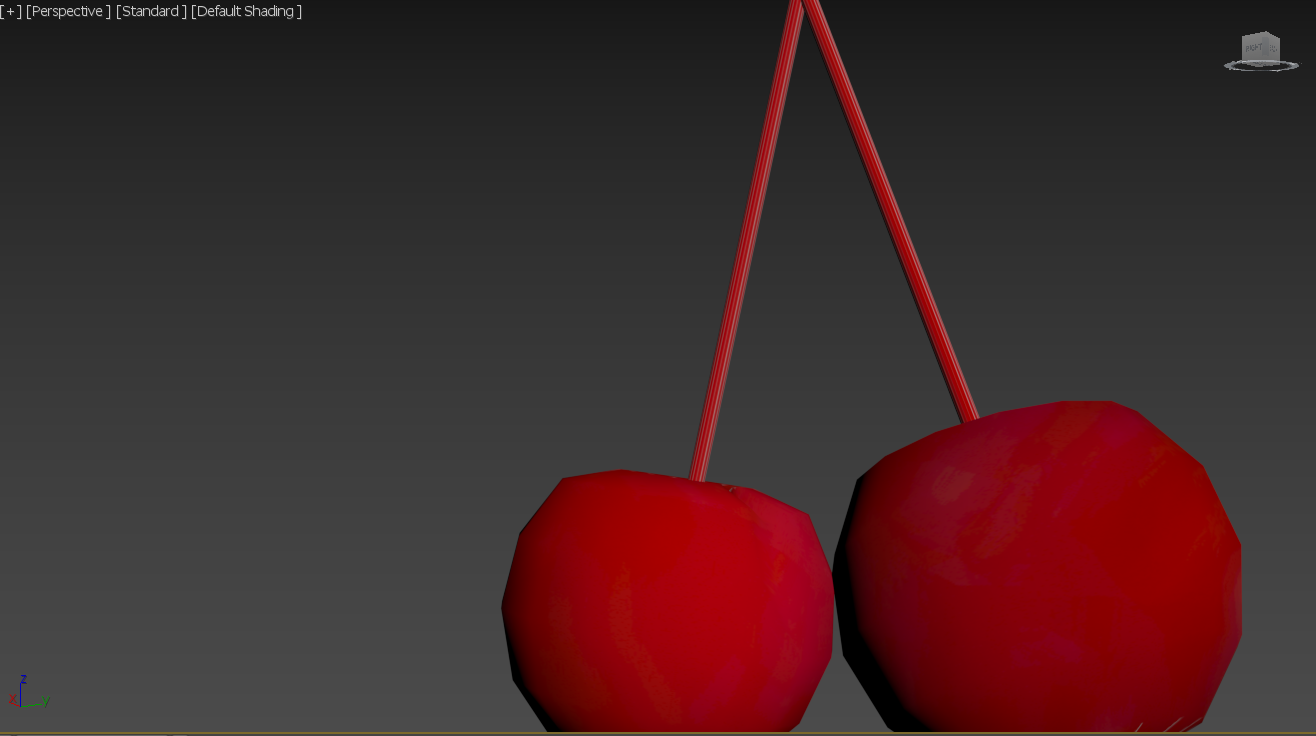 [+] [Perspective ] [Standard ] [Default Shading ]
z
x
y